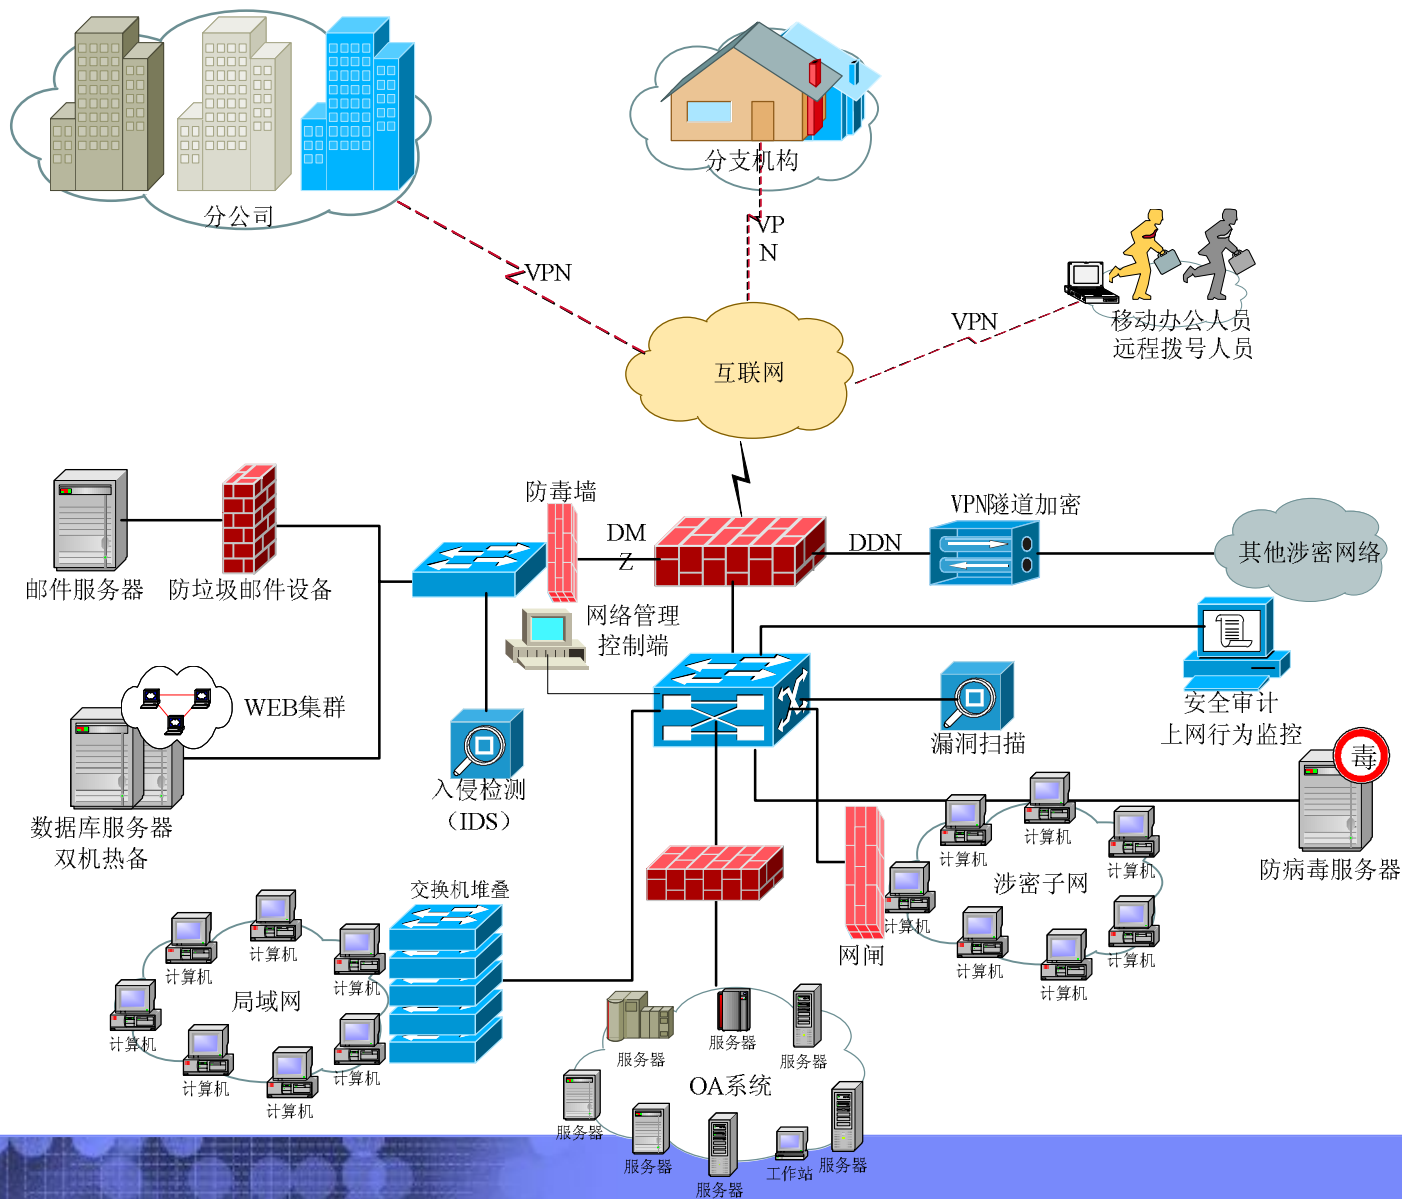 分公司
分支机构
VPN
VP
N
VPN
移动办公人员
远程拨号人员
互联网
防毒墙
DM
Z
DDN
VPN隧道加密
其他涉密网络
邮件服务器
防垃圾邮件设备
网络管理
控制端
WEB集群
入侵检测
（IDS）
漏洞扫描
安全审计
上网行为监控
毒
数据库服务器
双机热备
防病毒服务器
计算机
计算机
计算机
计算机
计算机
计算机
计算机
计算机
涉密子网
网闸
交换机堆叠
计算机
计算机
计算机
计算机
计算机
计算机
计算机
计算机
局域网
服务器
服务器
服务器
OA系统
服务器
服务器
服务器
工作站
服务器